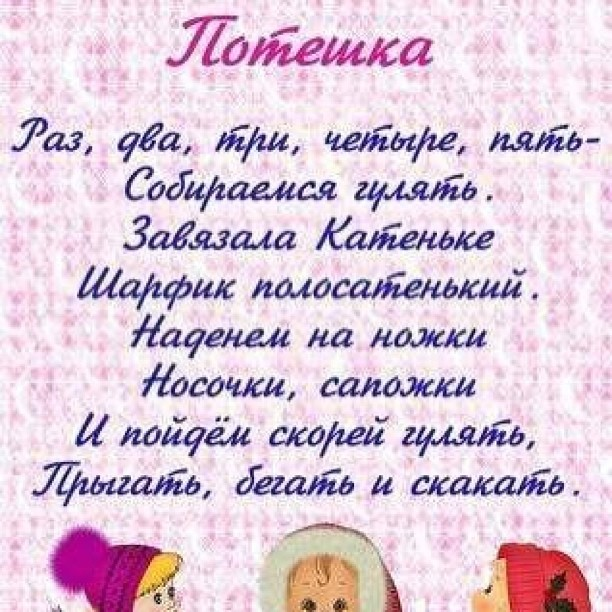 Потешка
Раз, два, три, четыре, пять-
Собираемся гулять.
Завязала Катеньке
Шарфик полосатенький.
Наденем на ножки
Носочки, сапожки
И пойдём скорей гулять,
Прыгать, бегать и скакать.